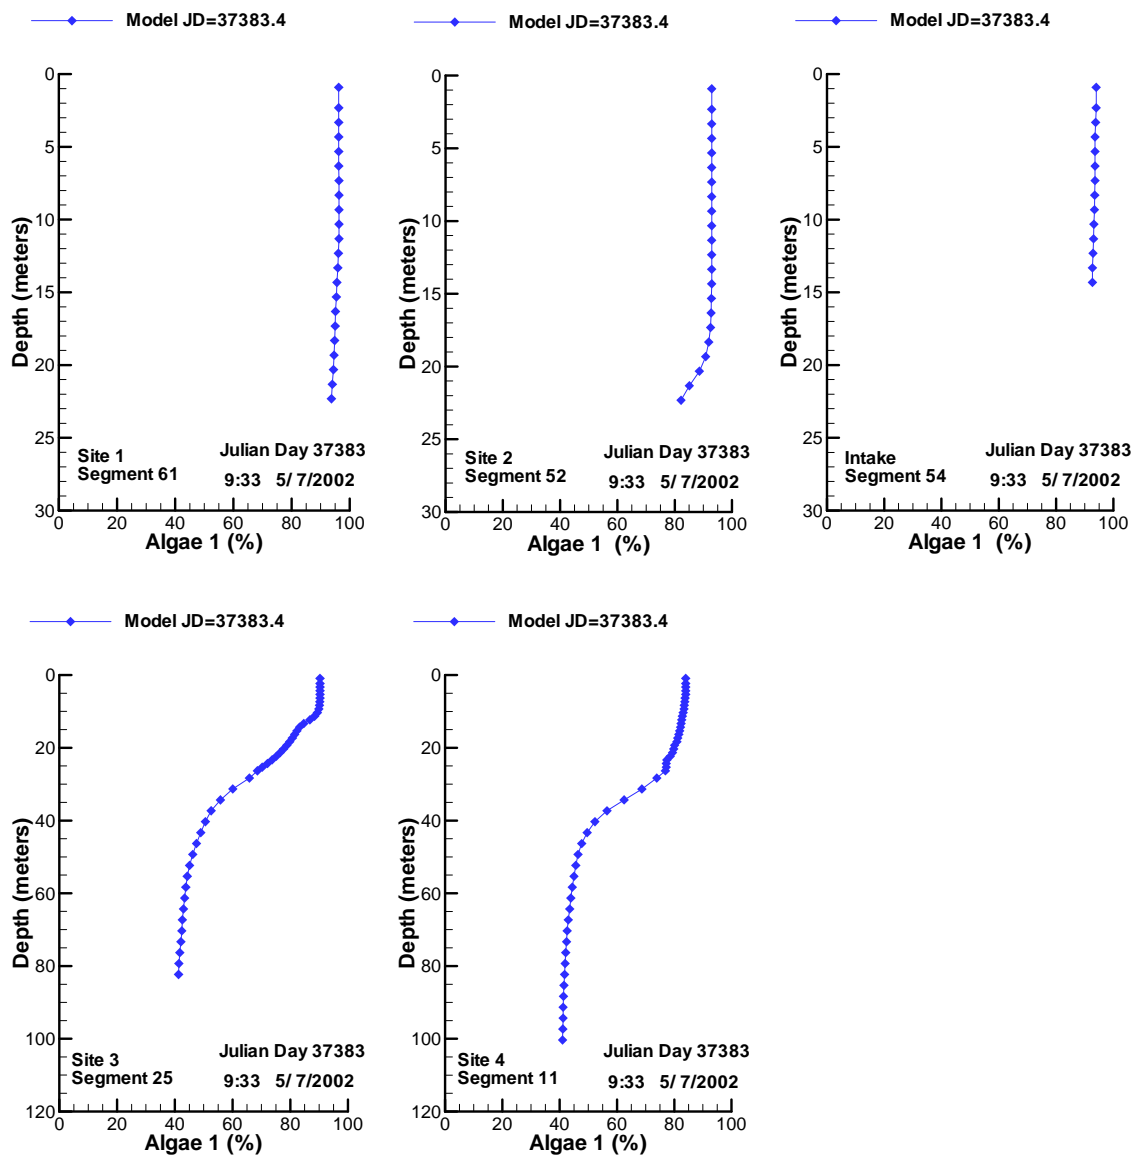 Model JD=37383.4
Model JD=37383.4
Model JD=37383.4
0
5
10
15
20
25
30
Depth (meters)
Site 1
Segment 61
Julian Day 37383
9:33 5/ 7/2002
0 20 40 60 80 100
Algae 1 (%)
0
5
10
15
20
25
30
Depth (meters)
Site 2
Segment 52
Julian Day 37383
9:33 5/ 7/2002
0 20 40 60 80 100
Algae 1 (%)
0
5
10
15
20
25
30
Depth (meters)
Intake
Segment 54
Julian Day 37383
9:33 5/ 7/2002
0 20 40 60 80 100
Algae 1 (%)
Model JD=37383.4
Model JD=37383.4
0
20
40
60
80
100
120
Depth (meters)
Site 3
Segment 25
Julian Day 37383
9:33 5/ 7/2002
0 20 40 60 80 100
Algae 1 (%)
0
20
40
60
80
100
120
Depth (meters)
Site 4
Segment 11
Julian Day 37383
9:33 5/ 7/2002
0 20 40 60 80 100
Algae 1 (%)